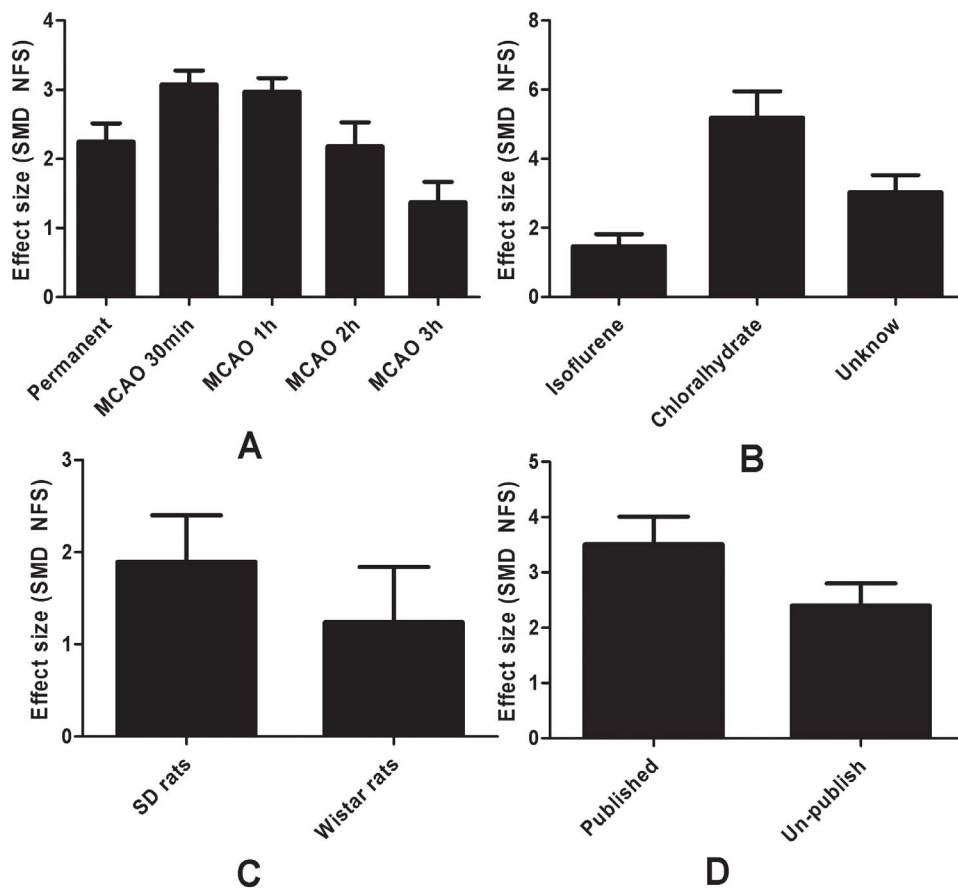 Effect size (SMD NFS)
4
3
2
1
0
Permanent
MCAO 30min
MCAO 1h
MCAO 2h
MCAO 3h
A
Effect size (SMD NFS)
8
6
4
2
0
Isoflurene
Chloralhydrate
Unknow
B
Effect size (SMD NFS)
3
2
1
0
SD rats
Wistar rats
C
Effect size (SMD NFS)
5
4
3
2
1
0
Published
Un-publish
D